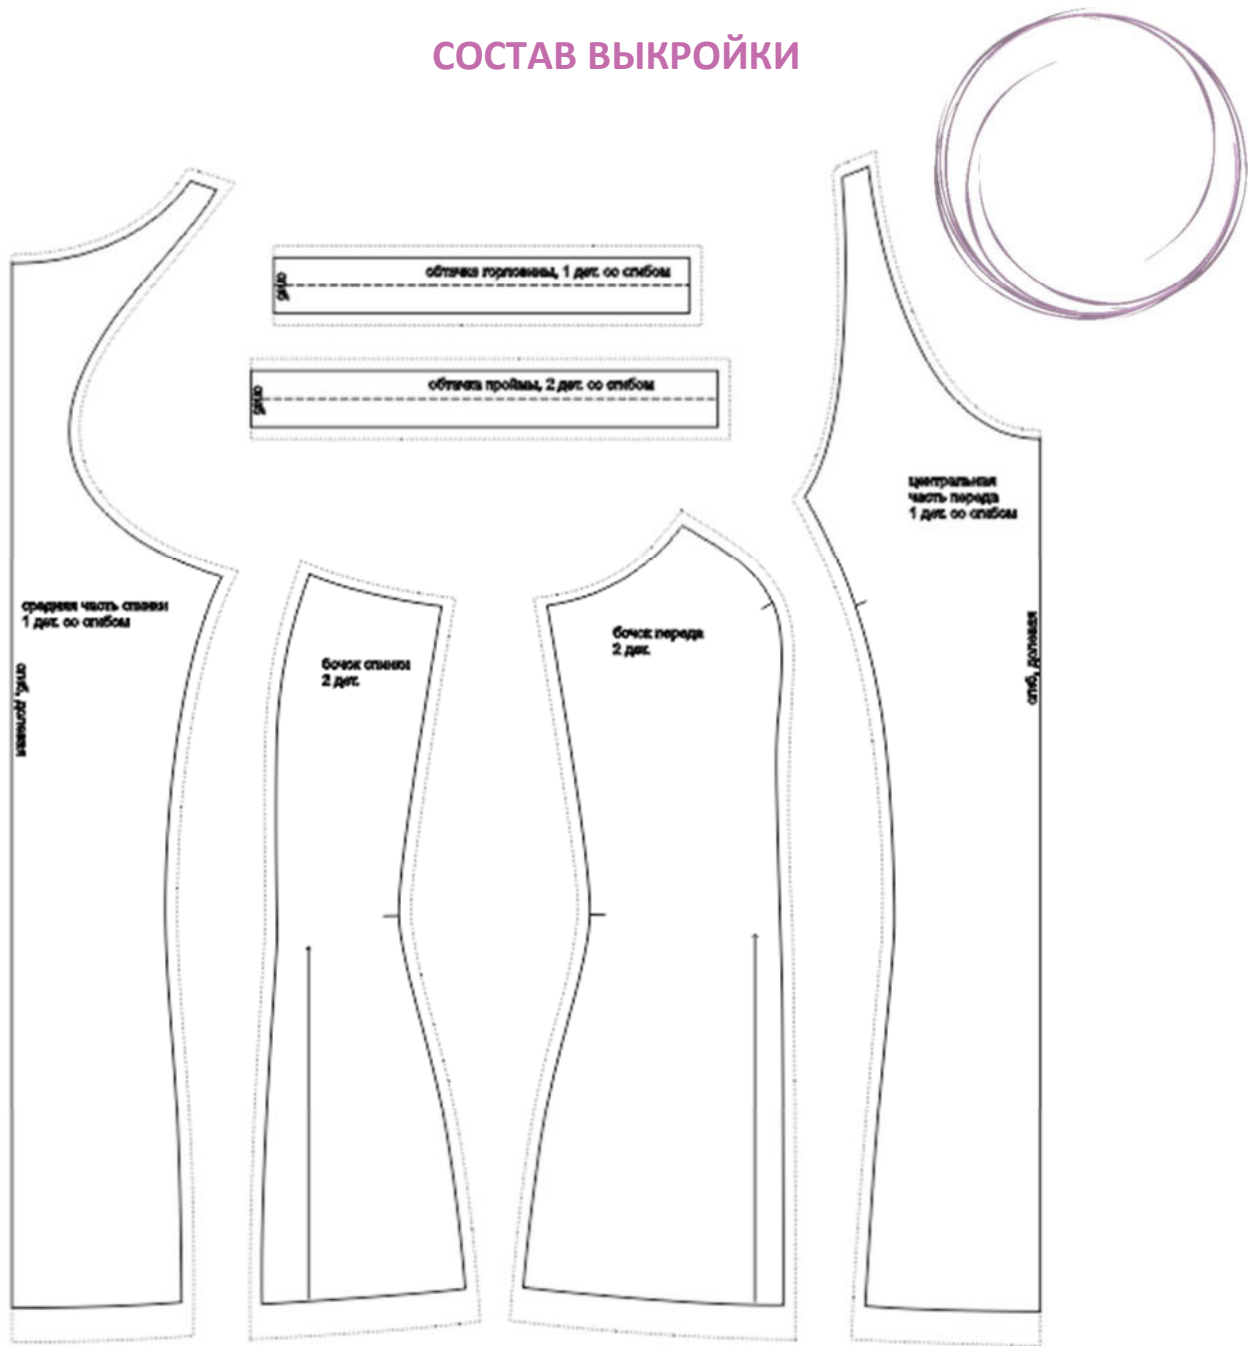 СОСТАВ ВЫКРОЙКИ
обтачка горловины, 1 дет. со сгибом
сгиб
обтачка проймы, 2 дет. со сгибом
сгиб
центральная
часть переда
1 дет. со сгибом
средняя часть спинки
1 дет. со сгибом
бочок переда
2 дет.
бочок спинки
2 дет.
сгиб, долевая
сгиб, долевая